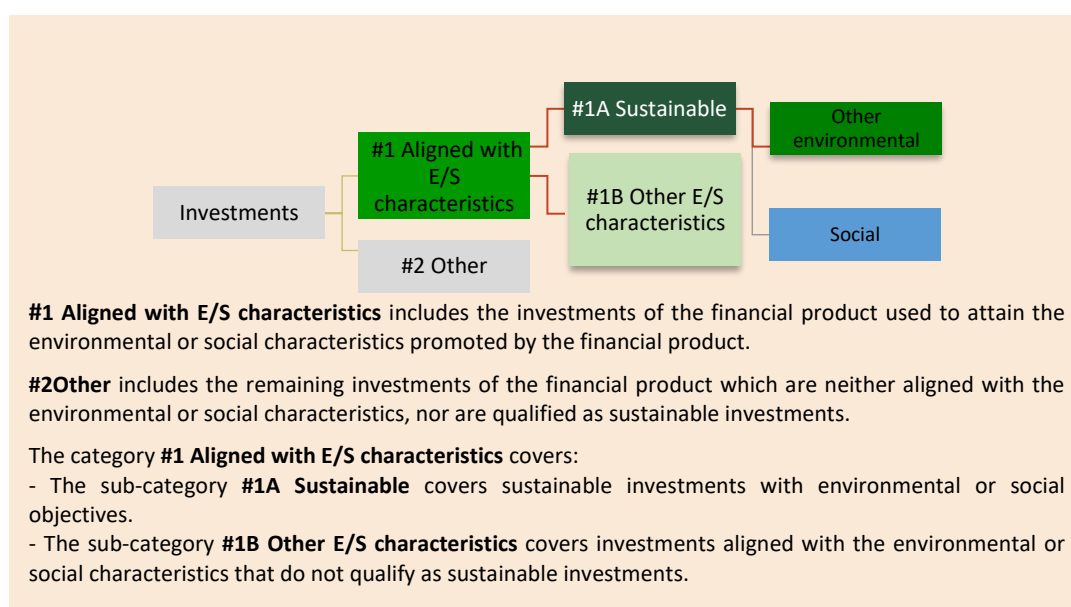 #1A Sustainable
Other
environmental
#1 Aligned with
E/S
characteristics
#1B Other E/S
characteristics
Investments
Social
#2 Other
#1 Aligned with E/S characteristics includes the investments of the financial product used to attain the
environmental or social characteristics promoted by the financial product.
#2Other includes the remaining investments of the financial product which are neither aligned with the
environmental or social characteristics, nor are qualified as sustainable investments.
The category #1 Aligned with E/S characteristics covers:
- The sub-category #1A Sustainable covers sustainable investments with environmental or social
objectives.
- The sub-category #1B Other E/S characteristics covers investments aligned with the environmental or
social characteristics that do not qualify as sustainable investments.